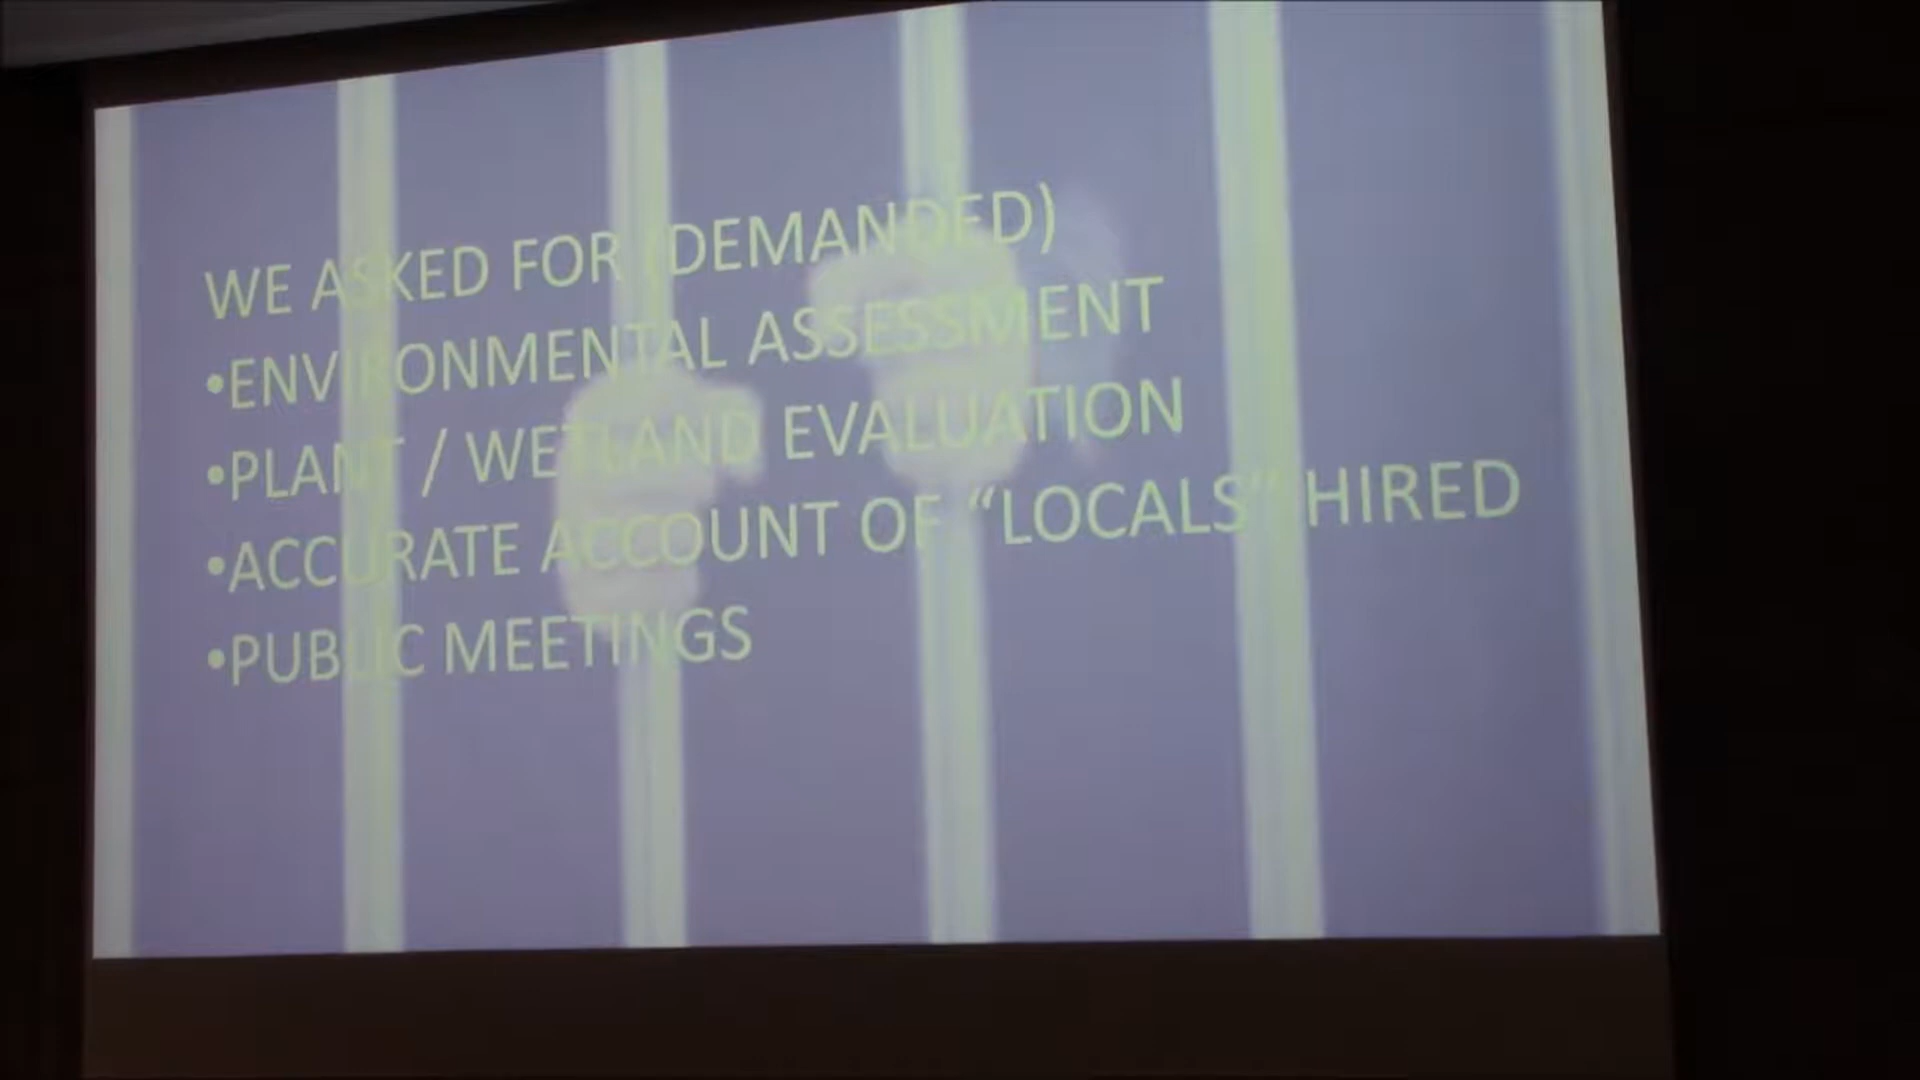 WE ASKED FOR (DEMANDED)
•ENVIRONMENTAL ASSESSMENT
•PLANT / WETLAND EVALUATION
•ACCURATE ACCOUNT OF “LOCALS” HIRED
•PUBLIC MEETINGS